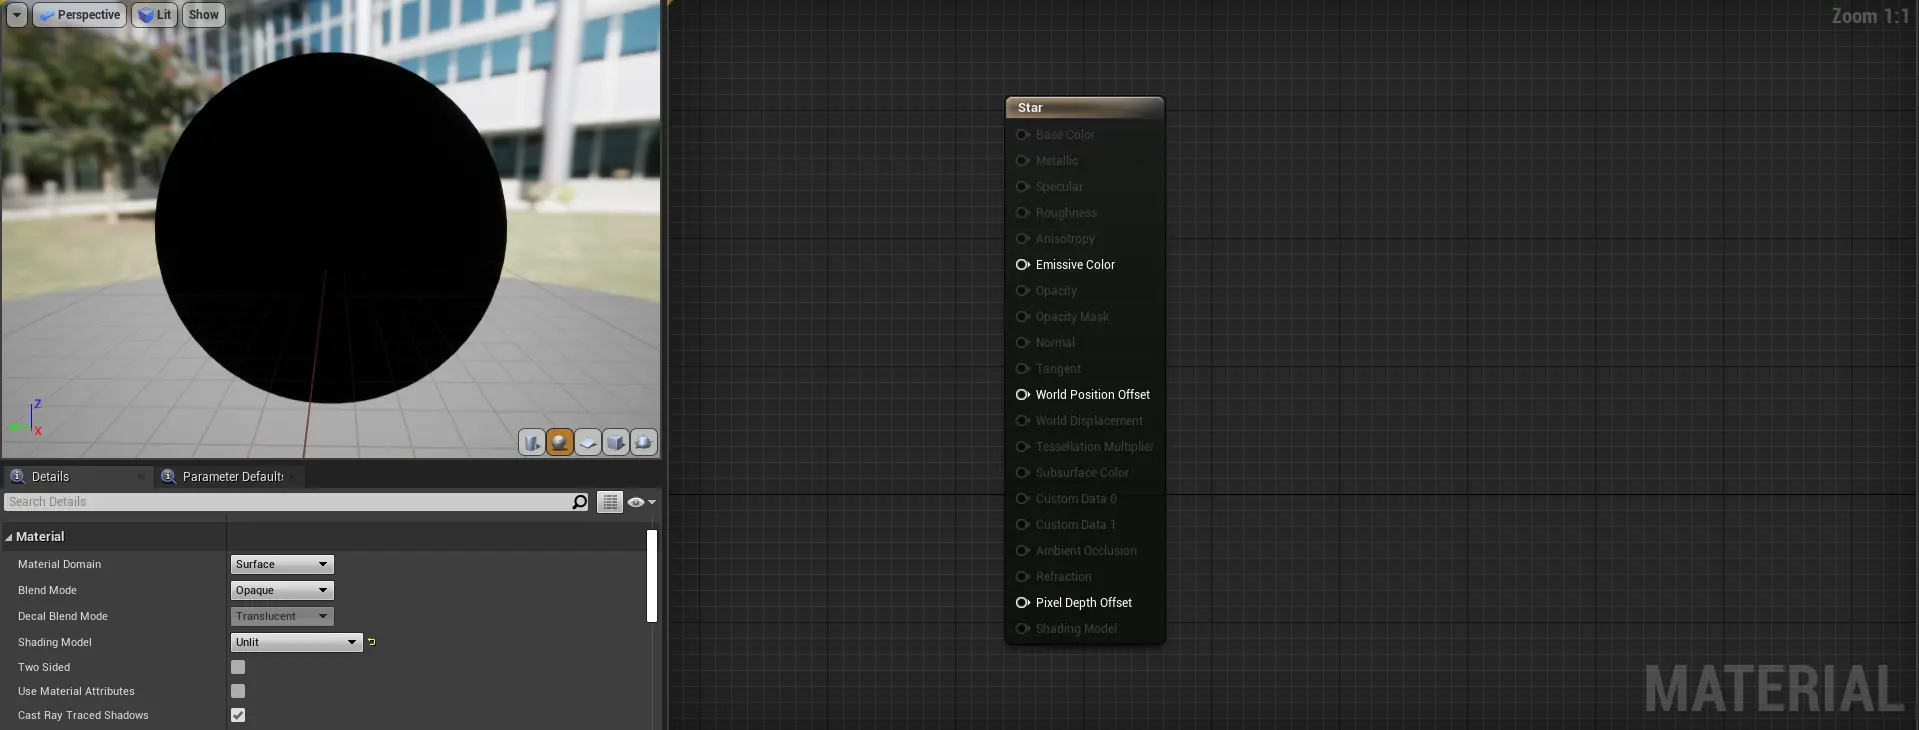 Perspective
Lit
Show
Z
X
Details
Parameter Defaults
Search Details
Material
Material Domain
Surface
Blend Mode
Opaque
Decal Blend Mode
Translucent
Shading Model
Unlit
Two Sided
Use Material Attributes
Cast Ray Traced Shadows
Zoom 1:1
Star
Base Color
Metallic
Specular
Roughness
Anisotropy
Emissive Color
Opacity
Opacity Mask
Normal
Tangent
World Position Offset
World Displacement
Tessellation Multiplier
Subsurface Color
Custom Data 0
Custom Data 1
Ambient Occlusion
Refraction
Pixel Depth Offset
Shading Model
MATERIAL